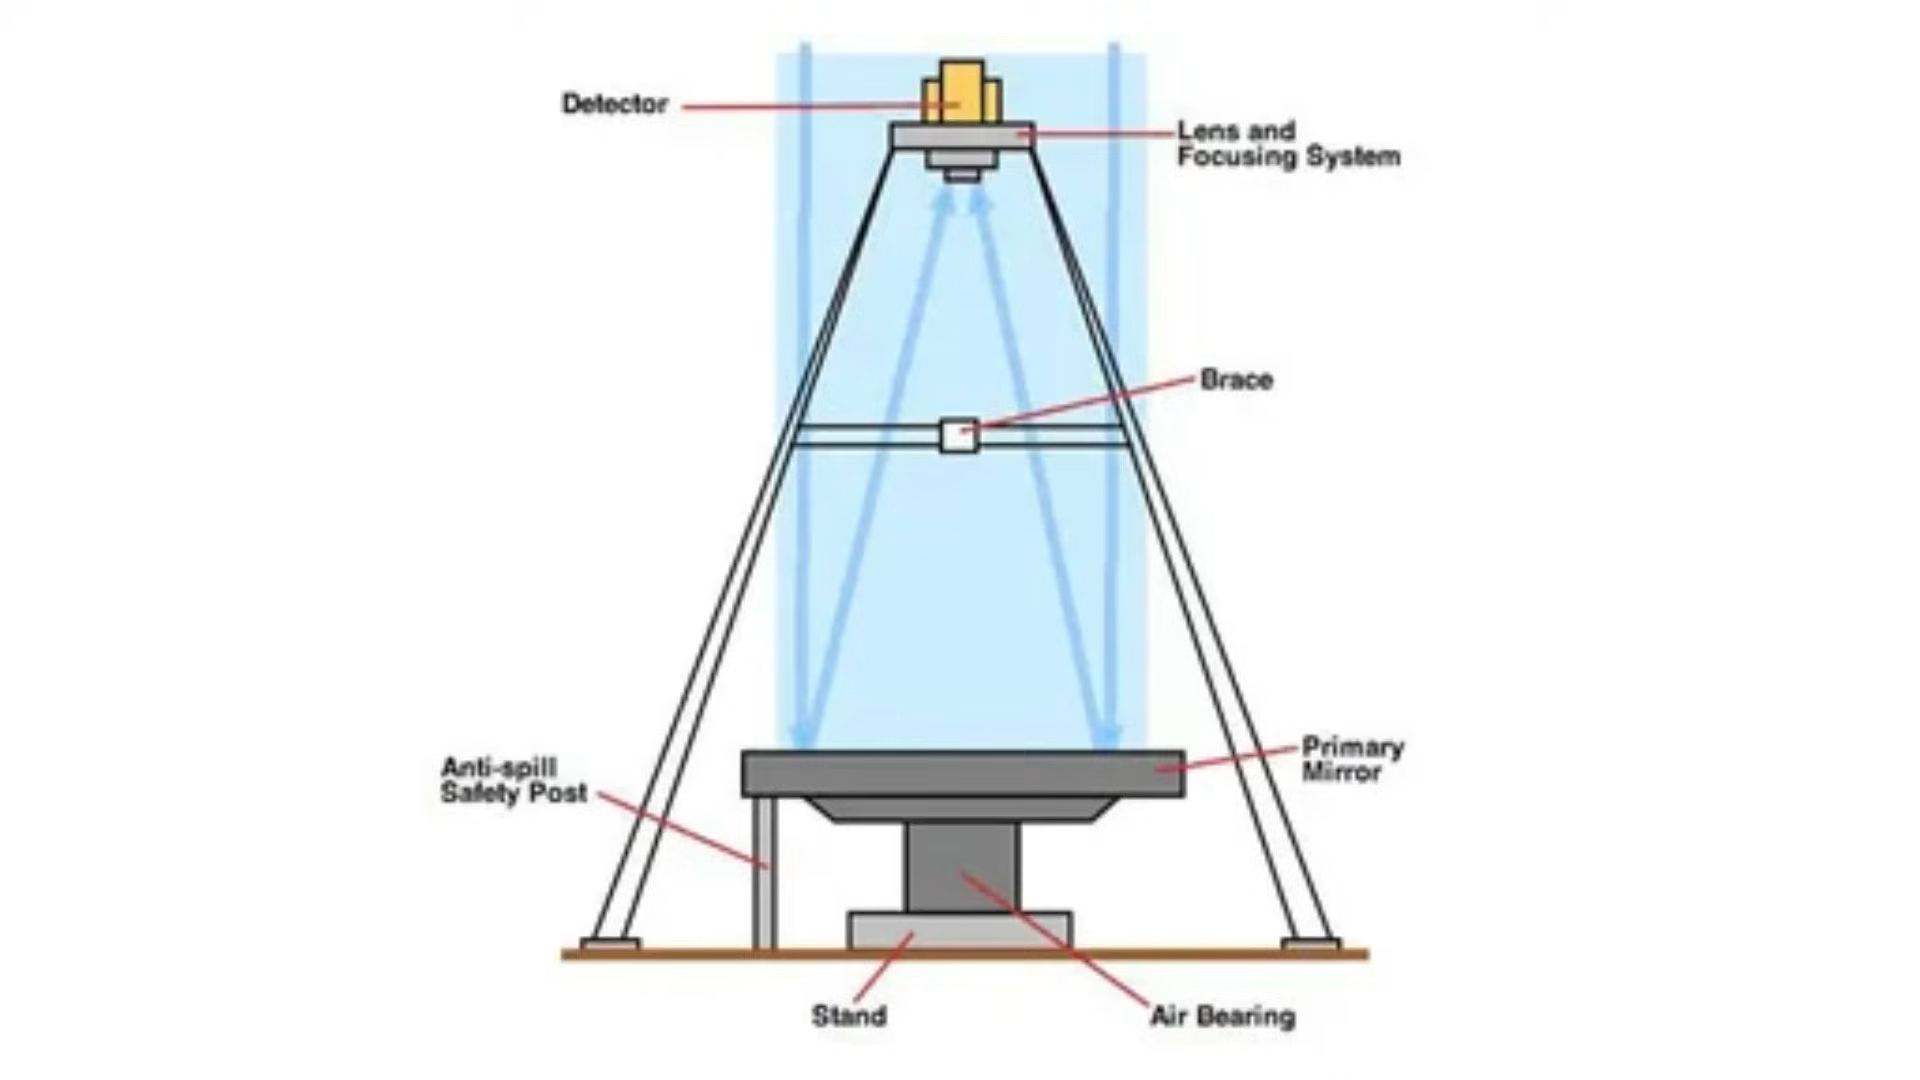 Detector
Lens and
Focusing System
Brace
Primary
Mirror
Anti-spill
Safety Post
Stand
Air Bearing